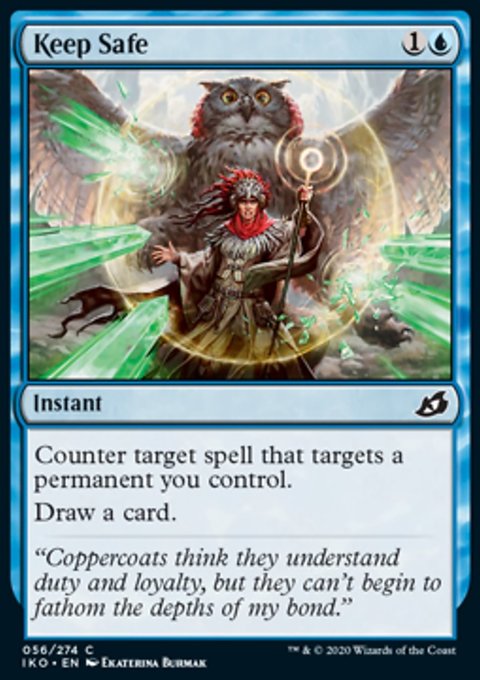 Keep Safe 1
Instant
Counter target spell that targets a
permanent you control.
Draw a card.
“Coppercoats think they understand
duty and loyalty, but they can’t begin to
fathom the depths of my bond.”
056/274 C
™ & © 2020 Wizards of the Coast
IKO • EN Ekaterina Burmak